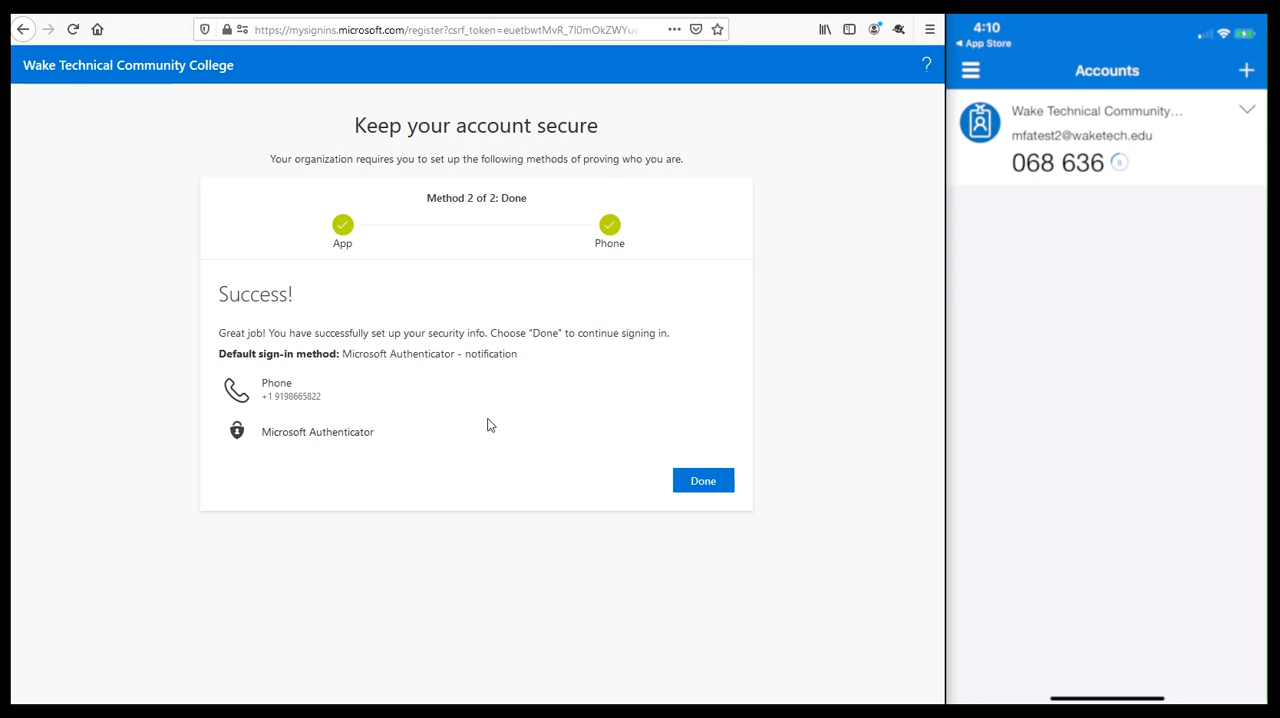 https://mysignins.microsoft.com/register?csrf_token=euetbwtMvR_7l0mOkZWYue
Wake Technical Community College
?
Keep your account secure
Your organization requires you to set up the following methods of proving who you are.
Method 2 of 2: Done
App
Phone
Success!
Great job! You have successfully set up your security info. Choose "Done" to continue signing in.
Default sign-in method: Microsoft Authenticator - notification
Phone
+1 9198665822
Microsoft Authenticator
Done
4:10
App Store
Accounts
Wake Technical Community...
mfatest2@waketech.edu
068 636